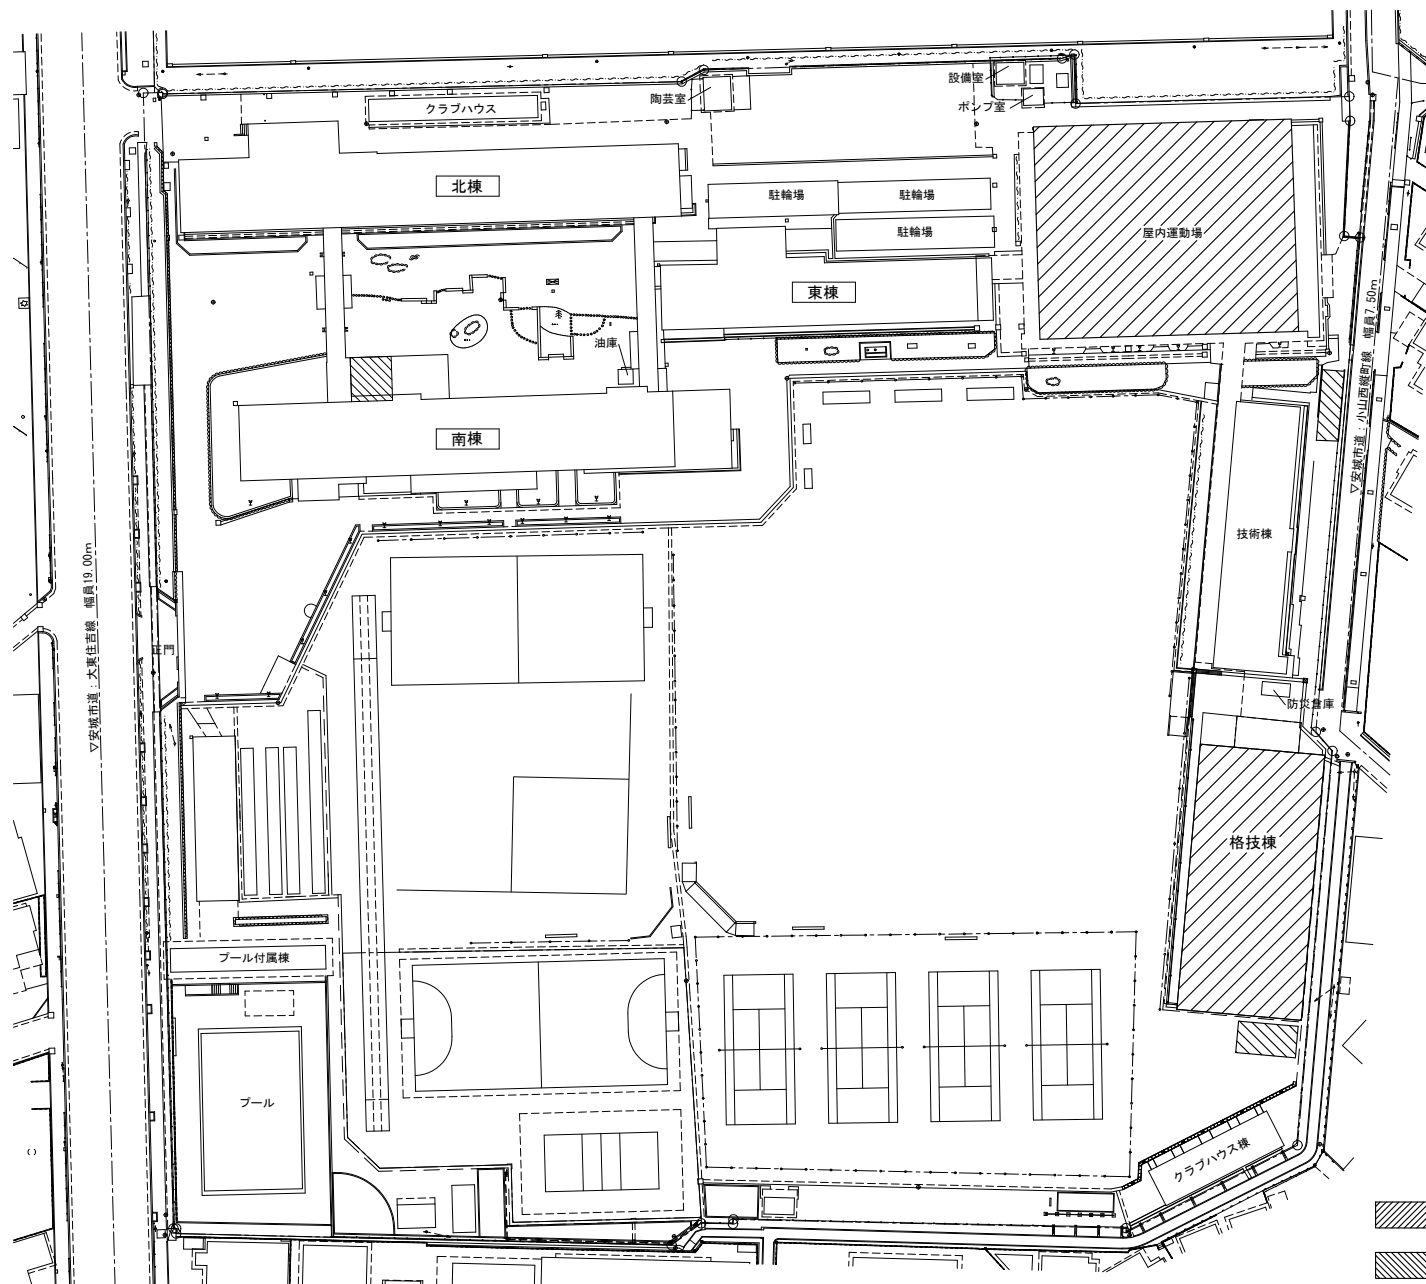 設備室
陶芸室
ポンプ室
クラブハウス
北棟
駐輪場
駐輪場
駐輪場
屋内運動場
東棟
油庫
南棟
▽安城市道：小山西縦町線　幅員7.50m
技術棟
▽安城市道：大東住吉線　幅員19.00m
正門
防災倉庫
格技棟
プール付属棟
プール
クラブハウス棟